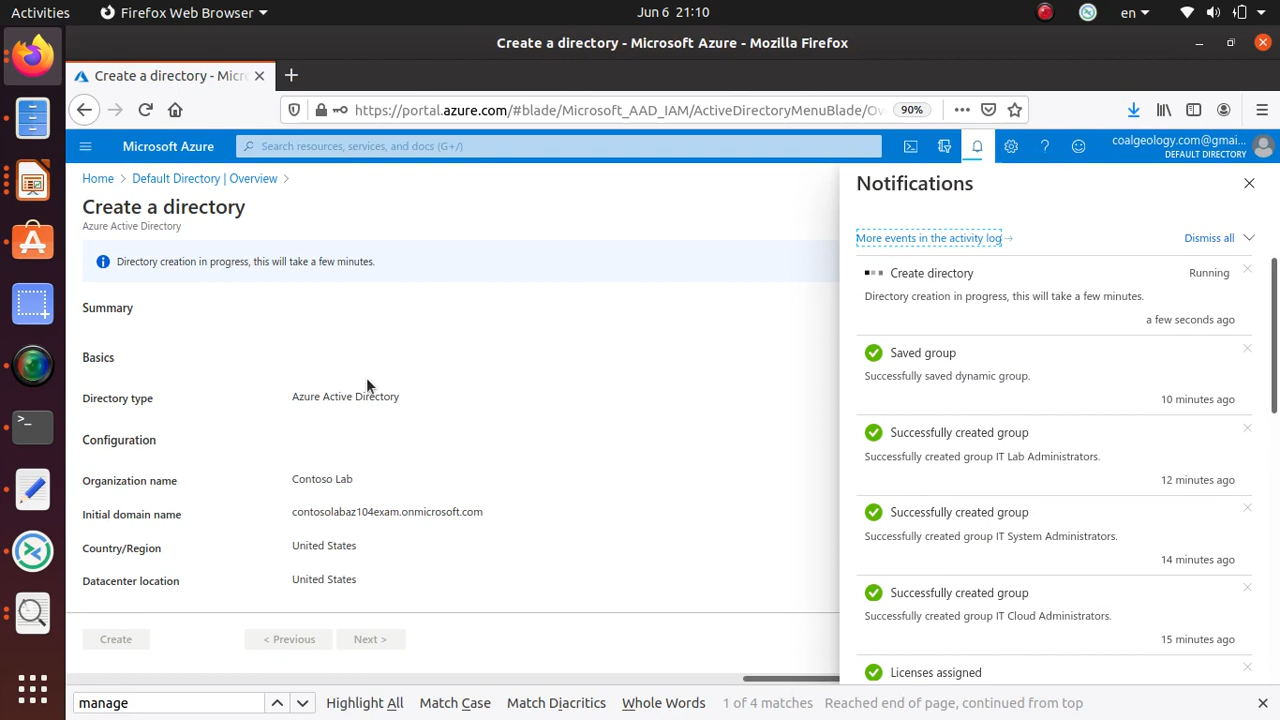 Activities
Firefox Web Browser
Jun 6 21:10
en
Create a directory - Microsoft Azure - Mozilla Firefox
Create a directory - Micr
https://portal.azure.com/#blade/Microsoft_AAD_IAM/ActiveDirectoryMenuBlade/Ov
90%
Microsoft Azure
Search resources, services, and docs (G+/)
coalgeology.com@gmai...
DEFAULT DIRECTORY
Home > Default Directory | Overview >
Create a directory
Azure Active Directory
Directory creation in progress, this will take a few minutes.
Summary
Basics
Directory type Azure Active Directory
Configuration
Organization name Contoso Lab
Initial domain name contosolabaz104exam.onmicrosoft.com
Country/Region United States
Datacenter location United States
Create < Previous Next >
Notifications
More events in the activity log →
Dismiss all
Create directory Running
Directory creation in progress, this will take a few minutes.
a few seconds ago
Saved group
Successfully saved dynamic group.
10 minutes ago
Successfully created group
Successfully created group IT Lab Administrators.
12 minutes ago
Successfully created group
Successfully created group IT System Administrators.
14 minutes ago
Successfully created group
Successfully created group IT Cloud Administrators.
15 minutes ago
Licenses assigned
manage
Highlight All Match Case Match Diacritics Whole Words 1 of 4 matches Reached end of page, continued from top